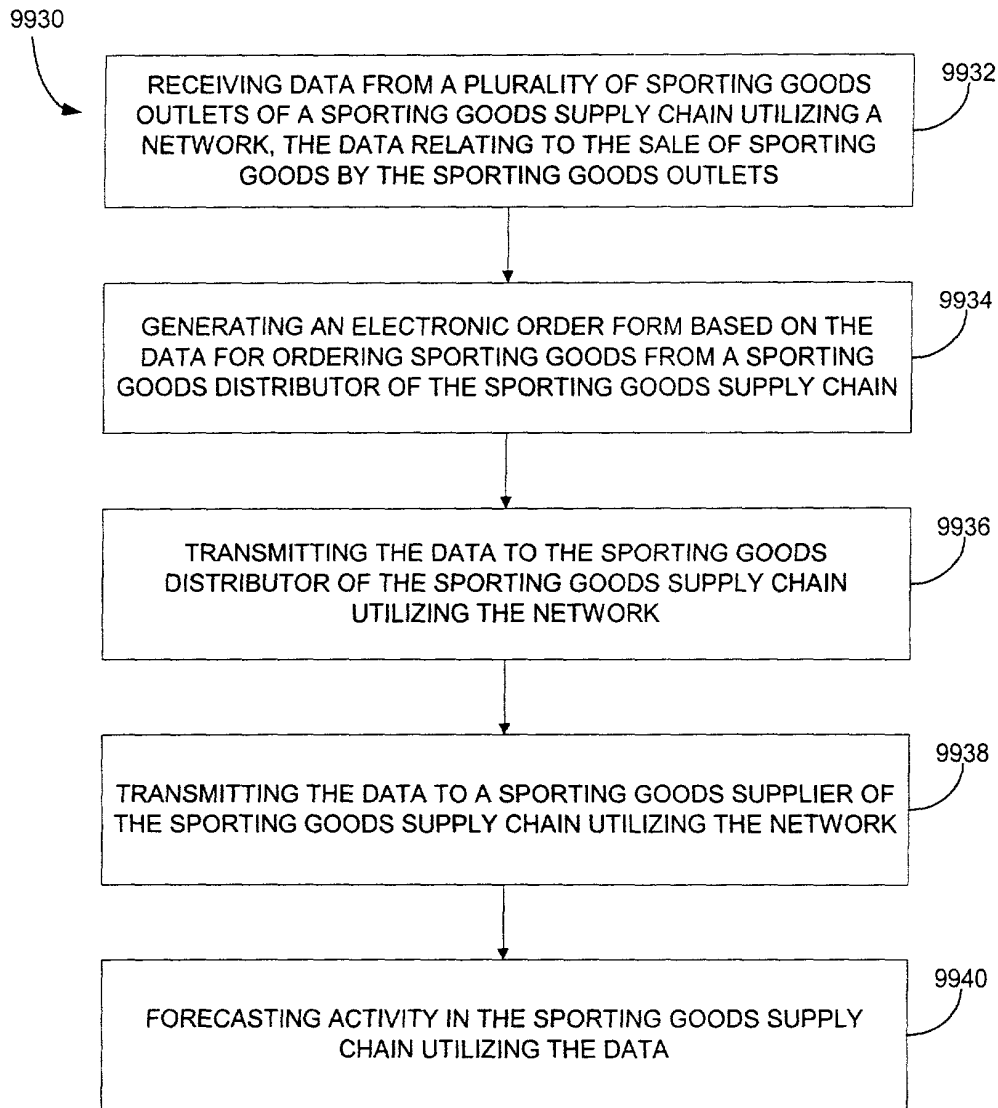 9930
9932
RECEIVING DATA FROM A PLURALITY OF SPORTING GOODS
OUTLETS OF A SPORTING GOODS SUPPLY CHAIN UTILIZING A
NETWORK, THE DATA RELATING TO THE SALE OF SPORTING
GOODS BY THE SPORTING GOODS OUTLETS
9934
GENERATING AN ELECTRONIC ORDER FORM BASED ON THE
DATA FOR ORDERING SPORTING GOODS FROM A SPORTING
GOODS DISTRIBUTOR OF THE SPORTING GOODS SUPPLY CHAIN
9936
TRANSMITTING THE DATA TO THE SPORTING GOODS
DISTRIBUTOR OF THE SPORTING GOODS SUPPLY CHAIN
UTILIZING THE NETWORK
9938
TRANSMITTING THE DATA TO A SPORTING GOODS SUPPLIER OF
THE SPORTING GOODS SUPPLY CHAIN UTILIZING THE NETWORK
9940
FORECASTING ACTIVITY IN THE SPORTING GOODS SUPPLY
CHAIN UTILIZING THE DATA